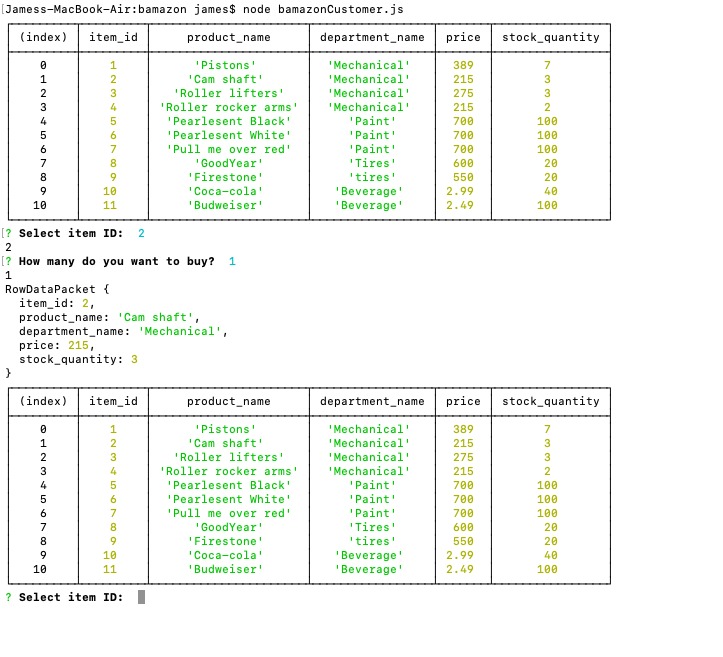 [Jamess-MacBook-Air:bamazon james$ node bamazonCustomer.js
(index) item_id product_name department_name price stock_quantity
0 1 'Pistons' 'Mechanical' 389 7
1 2 'Cam shaft' 'Mechanical' 215 3
2 3 'Roller lifters' 'Mechanical' 275 3
3 4 'Roller rocker arms' 'Mechanical' 215 2
4 5 'Pearlesent Black' 'Paint' 700 100
5 6 'Pearlesent White' 'Paint' 700 100
6 7 'Pull me over red' 'Paint' 700 100
7 8 'GoodYear' 'Tires' 600 20
8 9 'Firestone' 'tires' 550 20
9 10 'Coca-cola' 'Beverage' 2.99 40
10 11 'Budweiser' 'Beverage' 2.49 100
[? Select item ID: 2
2
[? How many do you want to buy? 1
1
RowDataPacket {
item_id: 2,
product_name: 'Cam shaft',
department_name: 'Mechanical',
price: 215,
stock_quantity: 3
}
(index) item_id product_name department_name price stock_quantity
0 1 'Pistons' 'Mechanical' 389 7
1 2 'Cam shaft' 'Mechanical' 215 3
2 3 'Roller lifters' 'Mechanical' 275 3
3 4 'Roller rocker arms' 'Mechanical' 215 2
4 5 'Pearlesent Black' 'Paint' 700 100
5 6 'Pearlesent White' 'Paint' 700 100
6 7 'Pull me over red' 'Paint' 700 100
7 8 'GoodYear' 'Tires' 600 20
8 9 'Firestone' 'tires' 550 20
9 10 'Coca-cola' 'Beverage' 2.99 40
10 11 'Budweiser' 'Beverage' 2.49 100
? Select item ID: